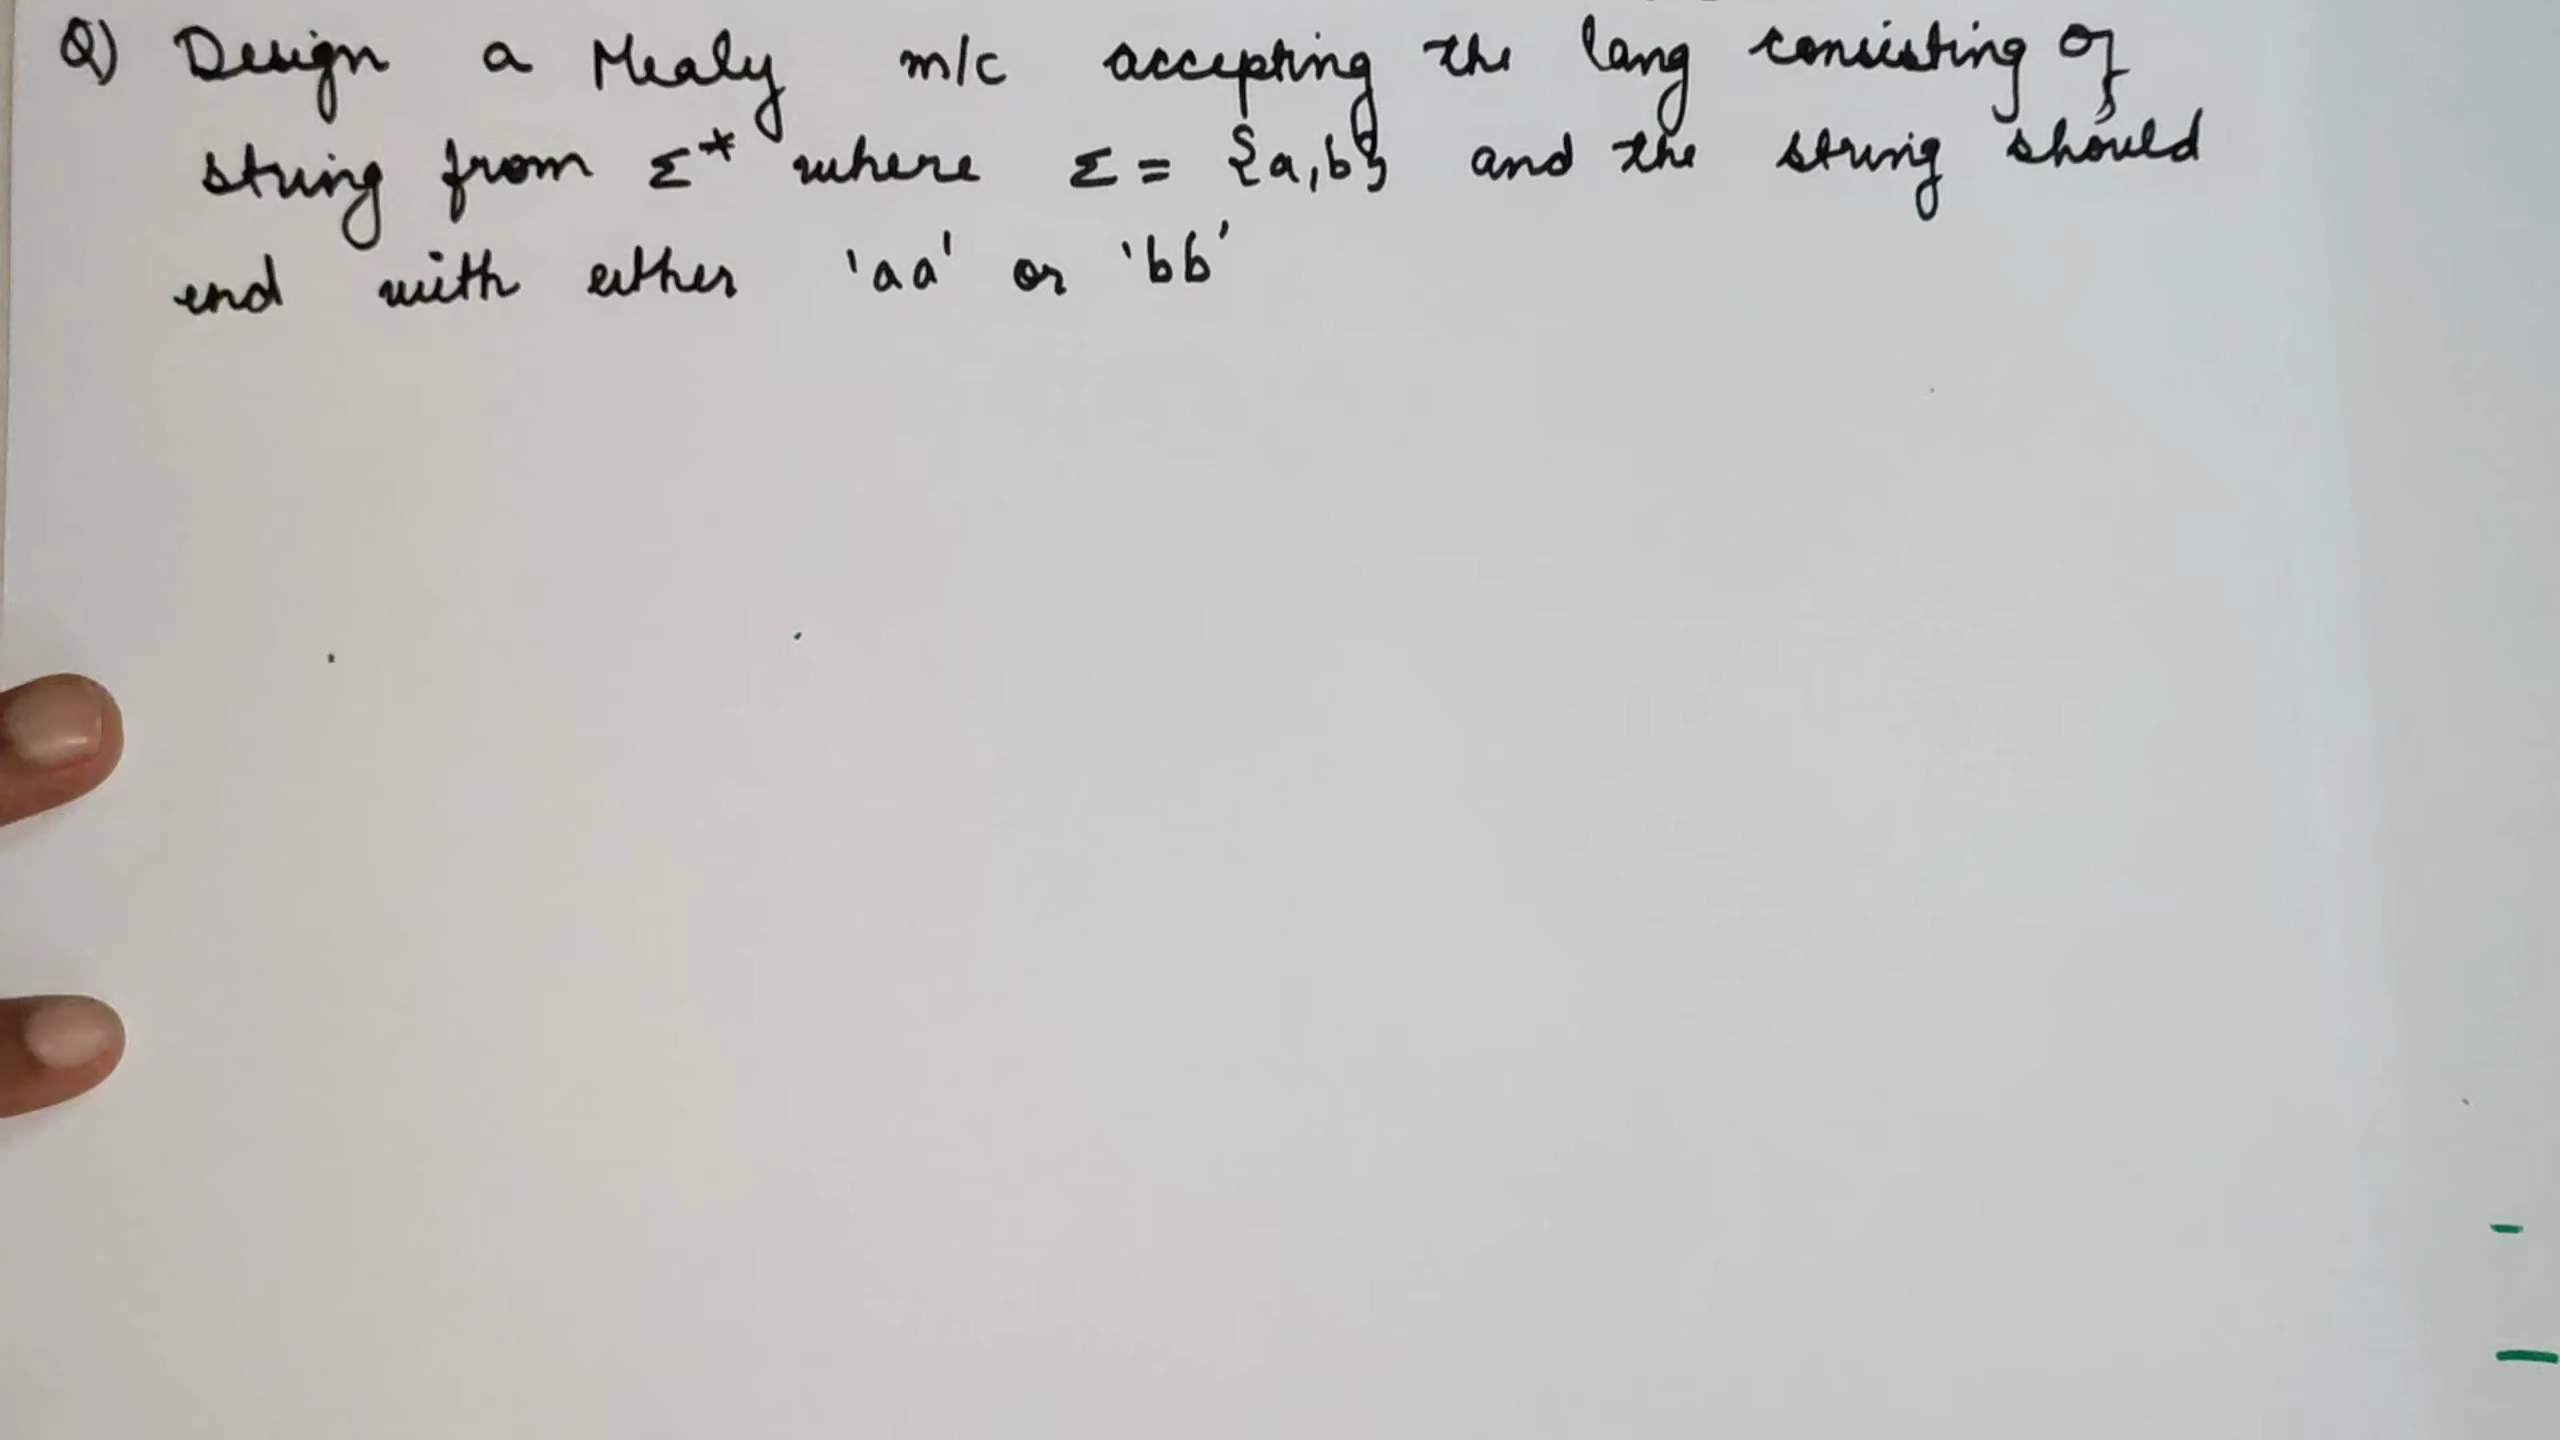 Q) Design a Mealy m/c accepting the lang consisting of
string from Σ* where Σ = {a,b} and the string should
end with either 'aa' or 'bb'